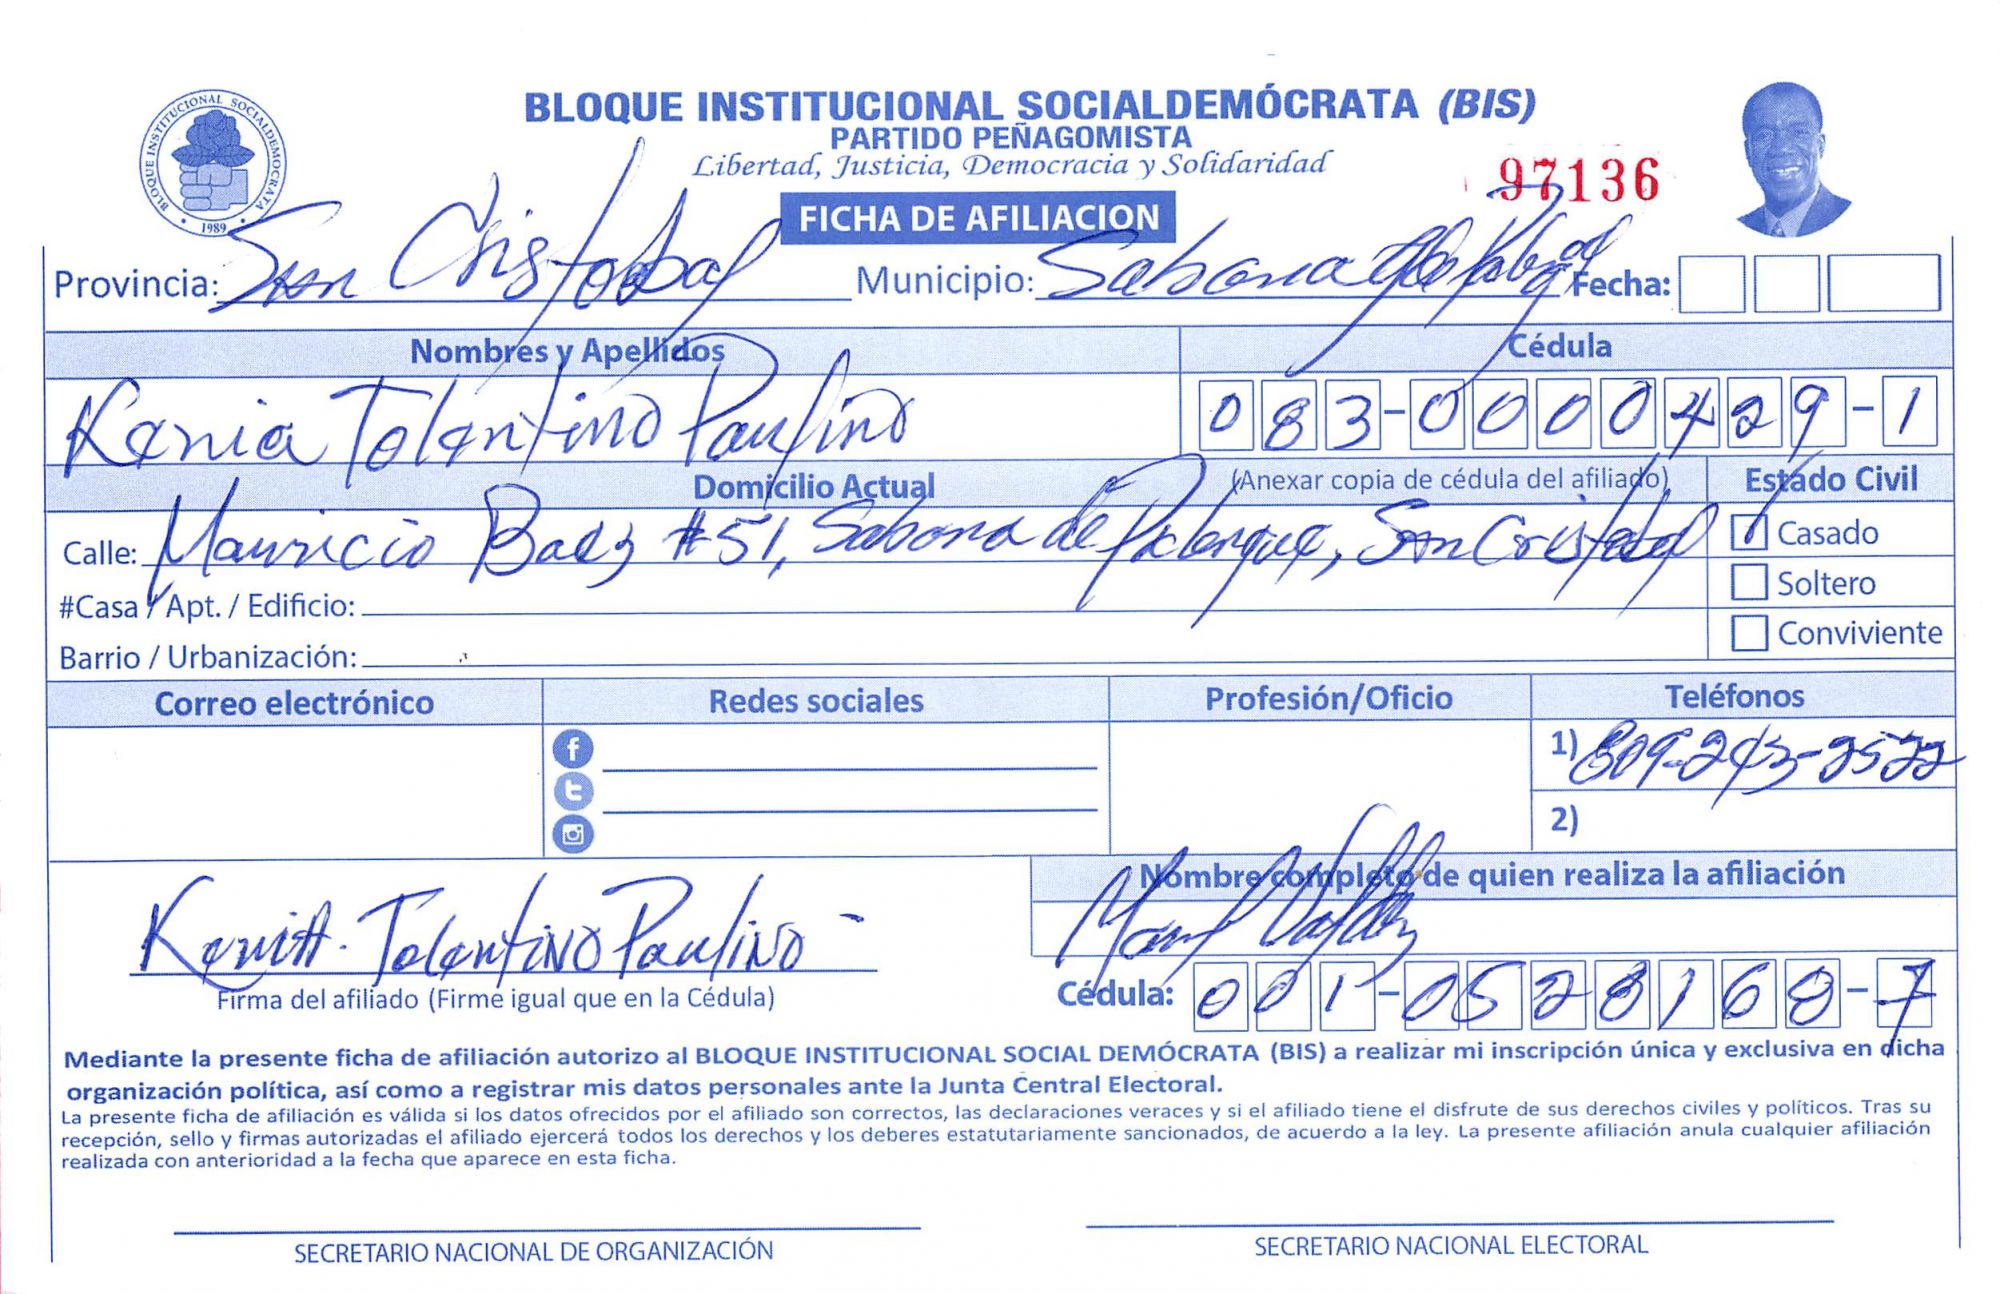 BLOQUE INSTITUCIONAL SOCIALDEMÓCRATA (BIS)
PARTIDO PEÑAGOMISTA
Libertad, Justicia, Democracia y Solidaridad
BLOQUE INSTITUCIONAL SOCIALDEMOCRATA
1989
97136
FICHA DE AFILIACION
Provincia: San Cristobal Municipio: Sabana Fecha:
Nombres y Apellidos Cédula
Kenia Tolentino Paulino 083-0000429-1
Domicilio Actual (Anexar copia de cédula del afiliado) Estado Civil
Calle: Mauricio Baez #51, Sabana de Palenque, San Cristobal Casado
#Casa / Apt. / Edificio: Soltero
Barrio / Urbanización: Conviviente
Correo electrónico Redes sociales Profesión/Oficio Teléfonos
1) 809-243-2522
2)
Nombre completo de quien realiza la afiliación
Kenia Tolentino Paulino
Firma del afiliado (Firme igual que en la Cédula)
Cédula: 001-0528168-7
Mediante la presente ficha de afiliación autorizo al BLOQUE INSTITUCIONAL SOCIAL DEMÓCRATA (BIS) a realizar mi inscripción única y exclusiva en dicha
organización política, así como a registrar mis datos personales ante la Junta Central Electoral.
La presente ficha de afiliación es válida si los datos ofrecidos por el afiliado son correctos, las declaraciones veraces y si el afiliado tiene el disfrute de sus derechos civiles y políticos. Tras su
recepción, sello y firmas autorizadas el afiliado ejercerá todos los derechos y los deberes estatutariamente sancionados, de acuerdo a la ley. La presente afiliación anula cualquier afiliación
realizada con anterioridad a la fecha que aparece en esta ficha.
SECRETARIO NACIONAL DE ORGANIZACIÓN SECRETARIO NACIONAL ELECTORAL